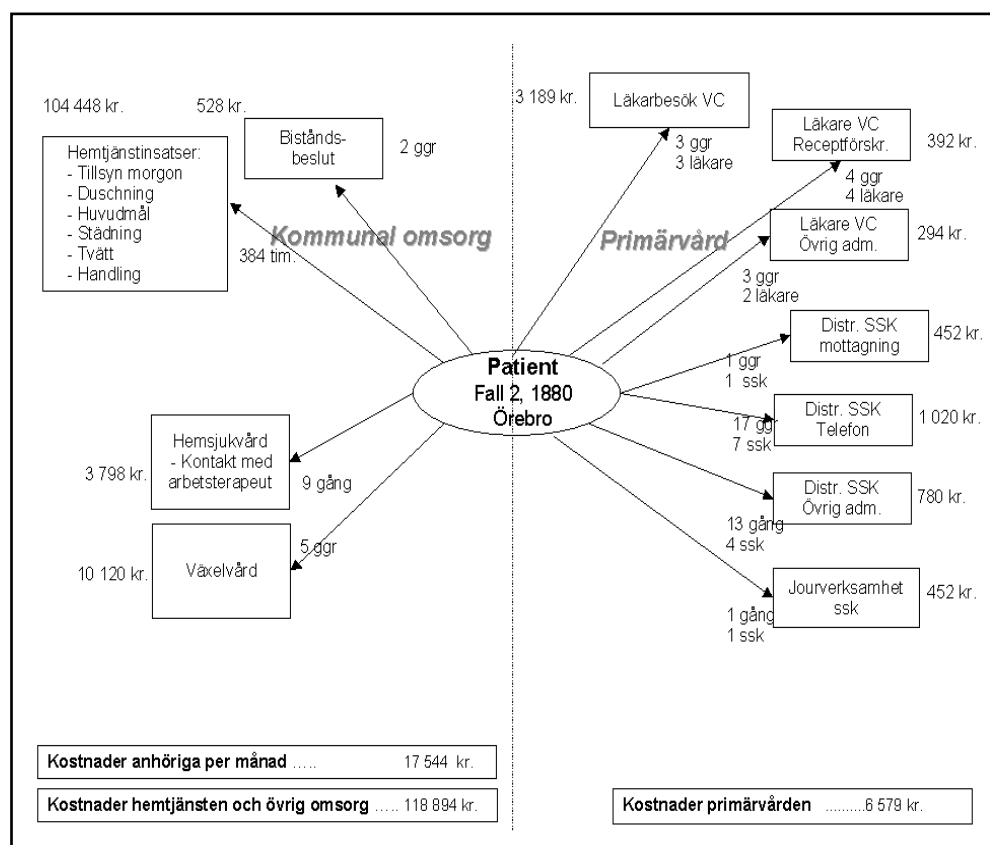 104 448 kr.
528 kr.
Hemtjänstinsatser:
- Tillsyn morgon
- Duschning
- Huvudmål
- Städning
- Tvätt
- Handling
Bistånds-
beslut
2 ggr
384 tim.
Kommunal omsorg
3 189 kr.
Läkarbesök VC
3 ggr
3 läkare
Läkare VC
Receptförskr.
392 kr.
4 ggr
4 läkare
Primärvård
Läkare VC
Övrig adm.
294 kr.
3 ggr
2 läkare
Distr. SSK
mottagning
452 kr.
1 ggr
1 ssk
Patient
Fall 2, 1880
Örebro
Distr. SSK
Telefon
1 020 kr.
17 gg
7 ssk
Hemsjukvård
- Kontakt med
arbetsterapeut
3 798 kr.
9 gång
Distr. SSK
Övrig adm.
780 kr.
13 gång
4 ssk
Växelvård
10 120 kr.
5 ggr
Jourverksamhet
ssk
452 kr.
1 gång
1 ssk
Kostnader anhöriga per månad ..... 17 544 kr.
Kostnader hemtjänsten och övrig omsorg ..... 118 894 kr.
Kostnader primärvården ..........6 579 kr.